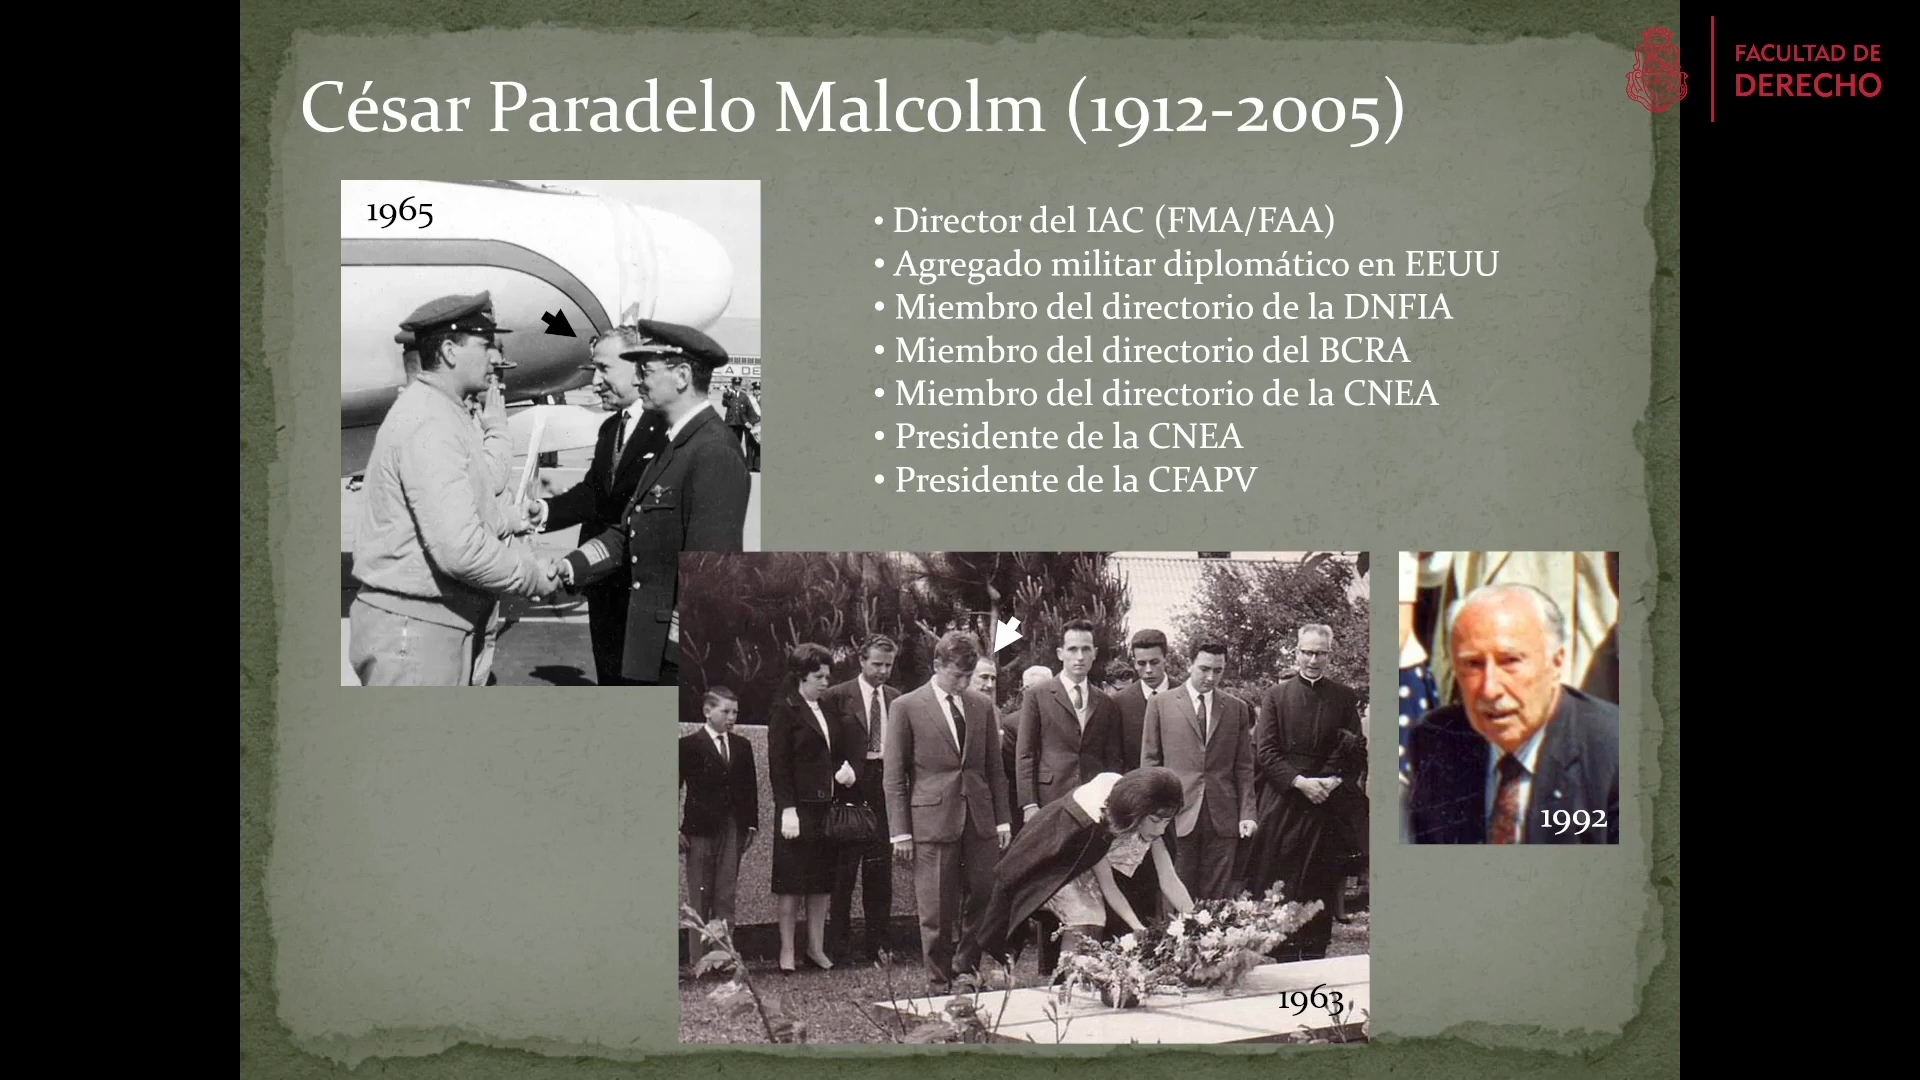 César Paradelo Malcolm (1912-2005)
FACULTAD DE
DERECHO
1965
• Director del IAC (FMA/FAA)
• Agregado militar diplomático en EEUU
• Miembro del directorio de la DNFIA
• Miembro del directorio del BCRA
• Miembro del directorio de la CNEA
• Presidente de la CNEA
• Presidente de la CFAPV
1992
1963